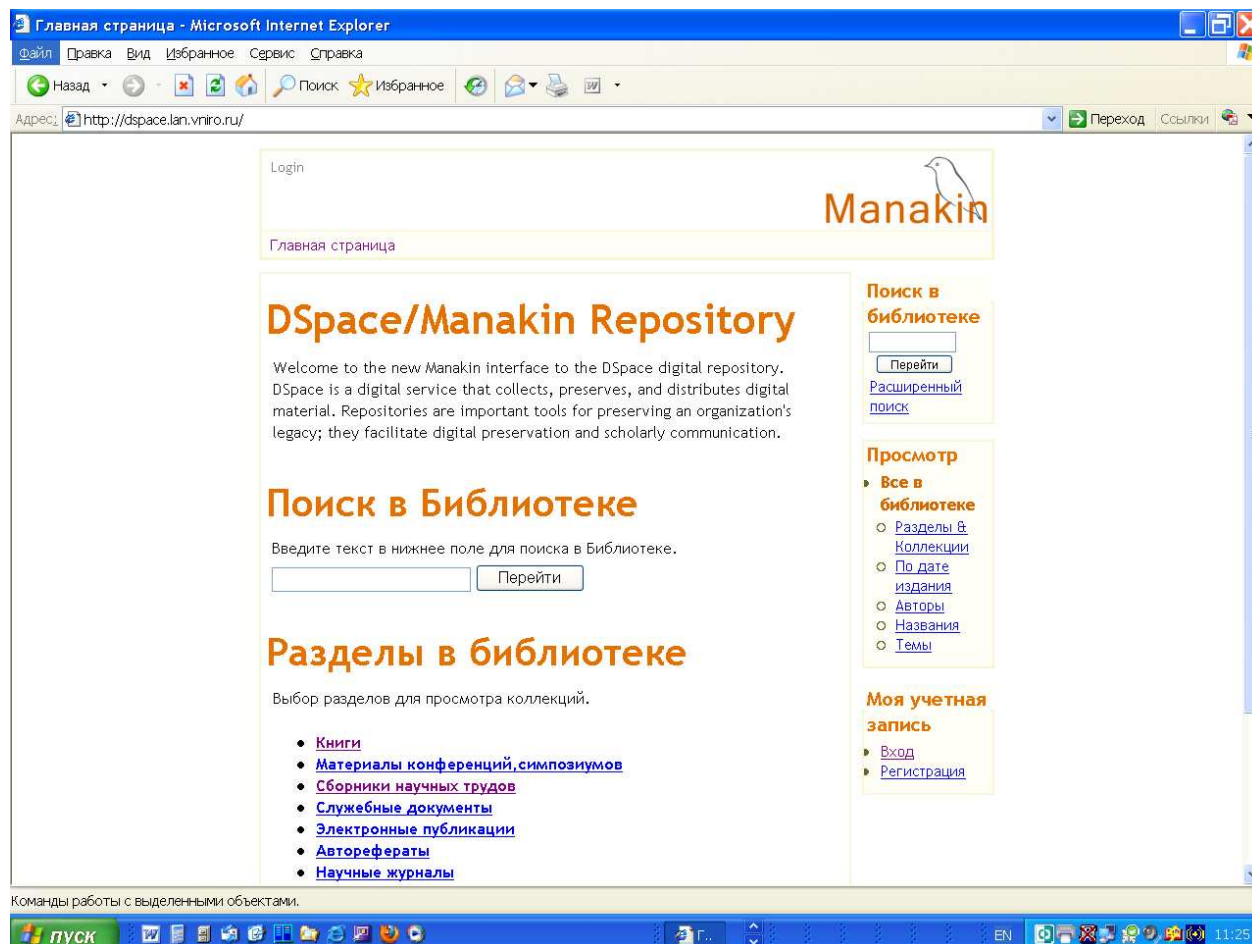 Главная страница - Microsoft Internet Explorer
Файл Правка Вид Избранное Сервис Справка
Назад Поиск Избранное
Адрес: http://dspace.lan.vniro.ru/ Переход Ссылки
Login
Manakin
Главная страница
DSpace/Manakin Repository
Welcome to the new Manakin interface to the DSpace digital repository.
DSpace is a digital service that collects, preserves, and distributes digital
material. Repositories are important tools for preserving an organization's
legacy; they facilitate digital preservation and scholarly communication.
Поиск в Библиотеке
Введите текст в нижнее поле для поиска в Библиотеке.
Перейти
Разделы в библиотеке
Выбор разделов для просмотра коллекций.
Книги
Материалы конференций,симпозиумов
Сборники научных трудов
Служебные документы
Электронные публикации
Авторефераты
Научные журналы
Поиск в
библиотеке
Перейти
Расширенный
поиск
Просмотр
Все в
библиотеке
Разделы &
Коллекции
По дате
издания
Авторы
Названия
Темы
Моя учетная
запись
Вход
Регистрация
Команды работы с выделенными объектами.
пуск Г.. EN 11:25